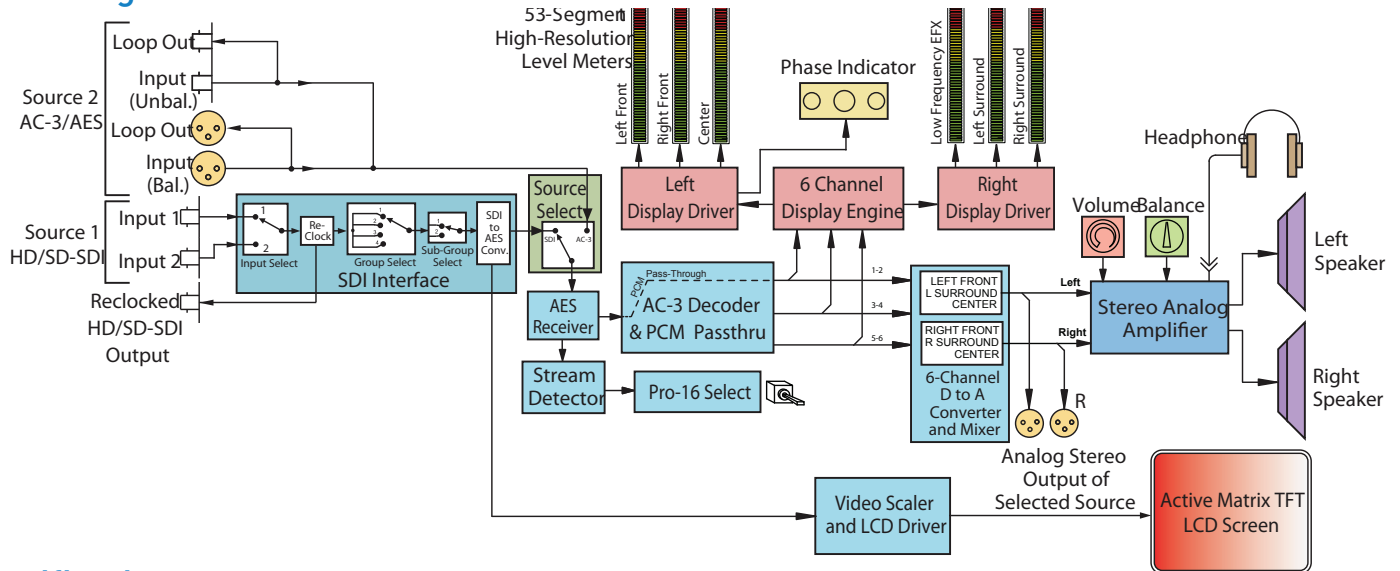 53-Segment
High-Resolution
Level Meters
Left Front
Right Front
Center
Phase Indicator
Low Frequency EFX
Left Surround
Right Surround
Loop Out
Input
(Unbal.)
Source 2
AC-3/AES
Loop Out
Input
(Bal.)
Headphone
Source
Select
SDI
AC-3
Left
Display Driver
6 Channel
Display Engine
Right
Display Driver
Volume
Balance
Source 1
HD/SD-SDI
Input 1
Input 2
1
2
Input Select
Re-
Clock
1
2
3
4
Group Select
1
2
Sub-Group
Select
SDI
to
AES
Conv.
SDI Interface
Left
Speaker
Reclocked
HD/SD-SDI
Output
AES
Receiver
PCM
Pass-Through
AC-3 Decoder
& PCM Passthru
1-2
3-4
5-6
LEFT FRONT
L SURROUND
CENTER
RIGHT FRONT
R SURROUND
CENTER
6-Channel
D to A
Converter
and Mixer
Left
Right
Stereo Analog
Amplifier
Right
Speaker
Stream
Detector
Pro-16 Select
R
Analog Stereo
Output of
Selected Source
Video Scaler
and LCD Driver
Active Matrix TFT
LCD Screen